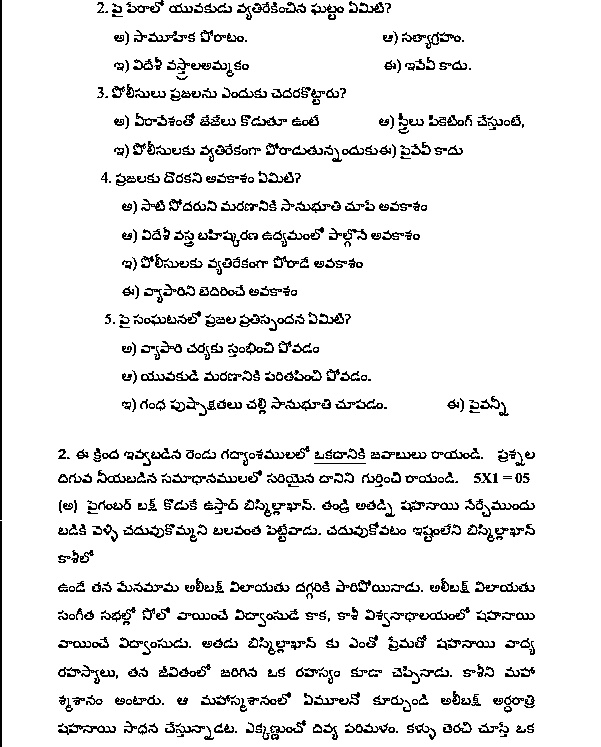 2. పై పేరాలో యువకుడు వ్యతిరేకించిన ఘట్టం ఏమిటి?
అ) సామూహిక పోరాటం. ఆ) సత్యాగ్రహం.
ఇ) విదేశీ వస్త్రాలఅమ్మకం ఈ) ఇవేవీ కాదు.
3. పోలీసులు ప్రజలను ఎందుకు చెదరకొట్టారు?
అ) వీరావేశంతో జేజేలు కొడుతూ ఉంటే ఆ) స్త్రీలు పికెటింగ్ చేస్తుంటే,
ఇ) పోలీసులకు వ్యతిరేకంగా పోరాడుతున్నందుకుఈ) పైవేవీ కాదు
4. ప్రజలకు దొరకని అవకాశం ఏమిటి?
అ) సాటి సోదరుని మరణానికి సానుభూతి చూపే అవకాశం
ఆ) విదేశీ వస్త్ర బహిష్కరణ ఉద్యమంలో పాల్గొనే అవకాశం
ఇ) పోలీసులకు వ్యతిరేకంగా పోరాడే అవకాశం
ఈ) వ్యాపారిని బెదిరించే అవకాశం
5. పై సంఘటనలో ప్రజల ప్రతిస్పందన ఏమిటి?
అ) వ్యాపారి చర్యకు స్తంభించి పోవడం
ఆ) యువకుడి మరణానికి పరితపించి పోవడం.
ఇ) గంధ పుష్పాక్షతలు చల్లి సానుభూతి చూపడం. ఈ) పైవన్నీ
2. ఈ క్రింద ఇవ్వబడిన రెండు గద్యాంశములలో ఒకదానికి జవాబులు రాయండి. ప్రశ్నల
దిగువ నీయబడిన సమాధానములలో సరియైన దానిని గుర్తించి రాయండి. 5X1 = 05
(అ) పైగంబర్ బక్ష్ కొడుకే ఉస్తాద్ బిస్మిల్లాఖాన్. తండ్రి అతడ్ని షహనాయి నేర్చేముందు
బడికి వెళ్ళి చదువుకొమ్మని బలవంత పెట్టేవాడు. చదువుకోవటం ఇష్టంలేని బిస్మిల్లాఖాన్
కాశీలో
ఉండే తన మేనమామ అలీబక్ష్ విలాయతు దగ్గరికి పారిపోయినాడు. అలీబక్ష్ విలాయతు
సంగీత సభల్లో సోలో వాయించే విద్వాంసుడే కాక, కాశీ విశ్వనాథాలయంలో షహనాయి
వాయించే విద్వాంసుడు. అతడు బిస్మిల్లాఖాన్ కు ఎంతో ప్రేమతో షహనాయి వాద్య
రహస్యాలు, తన జీవితంలో జరిగిన ఒక రహస్యం కూడా చెప్పినాడు. కాశీని మహా
శ్మశానం అంటారు. ఆ మహాస్మశానంలో ఏమూలనో కూర్చుండి అలీబక్ష్ అర్ధరాత్రి
షహనాయి సాధన చేస్తున్నాడట. ఎక్కణ్ణుంచో దివ్య పరిమళం. కళ్ళు తెరచి చూస్తే ఒక